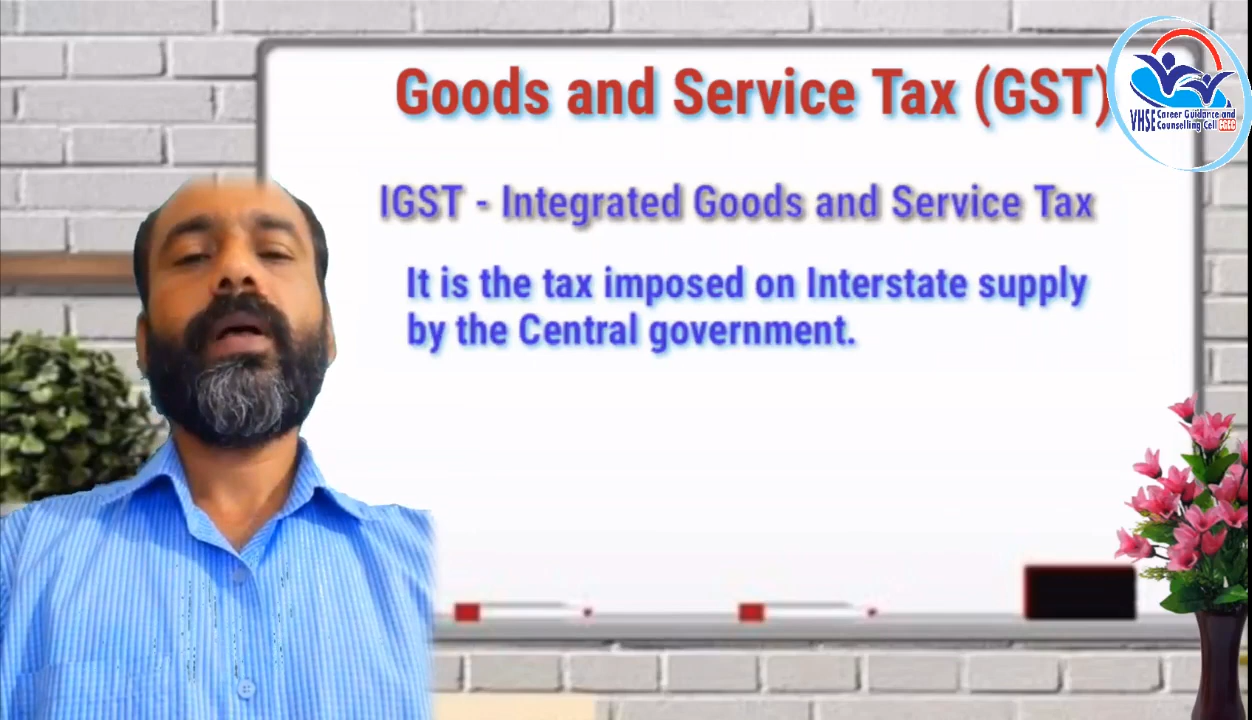 Goods and Service Tax (GST)
VHSE Career Guidance and
Counselling Cell CGCC
IGST - Integrated Goods and Service Tax
It is the tax imposed on Interstate supply
by the Central government.